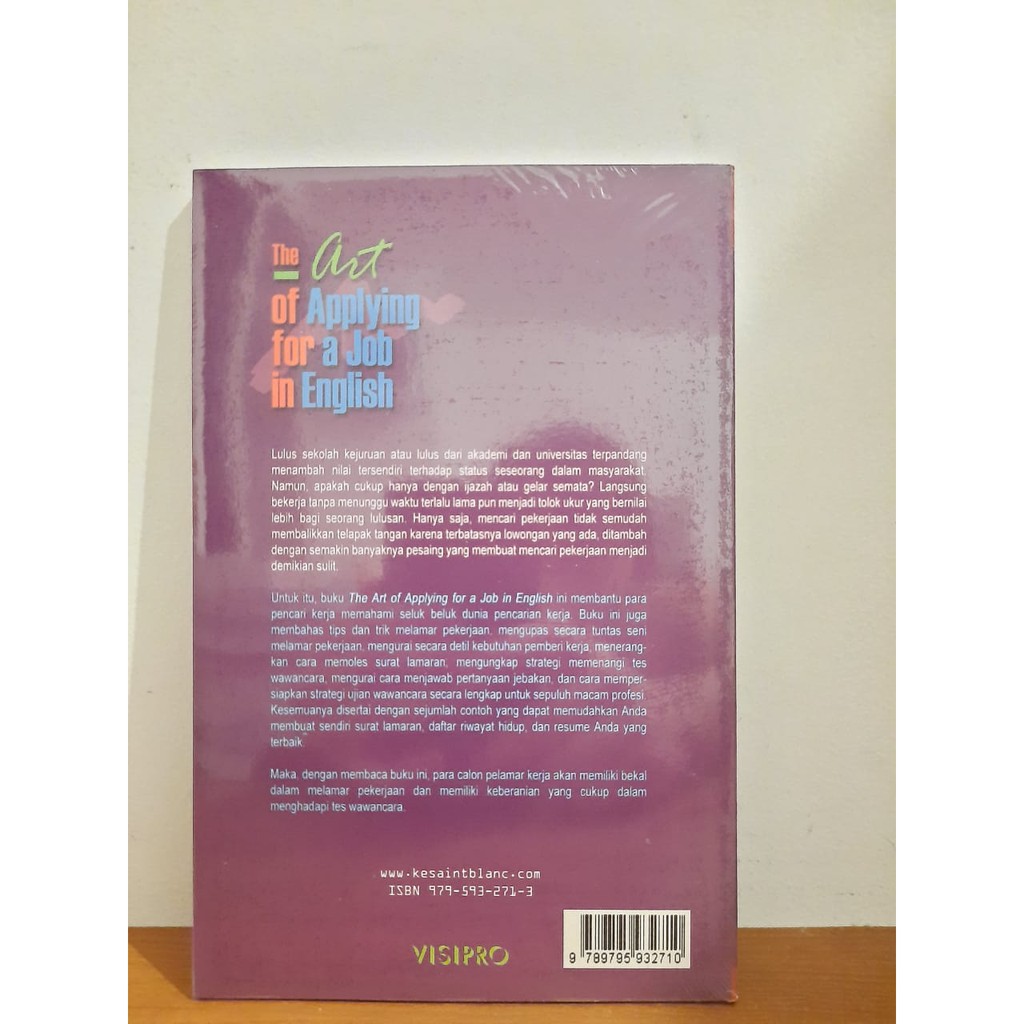 The Art
of Applying
for a Job
in English
Lulus sekolah kejuruan atau lulus dari akademi dan universitas terpandang
menambah nilai tersendiri terhadap status seseorang dalam masyarakat.
Namun, apakah cukup hanya dengan ijazah atau gelar semata? Langsung
bekerja tanpa menunggu waktu terlalu lama pun menjadi tolok ukur yang bernilai
lebih bagi seorang lulusan. Hanya saja, mencari pekerjaan tidak semudah
membalikkan telapak tangan karena terbatasnya lowongan yang ada, ditambah
dengan semakin banyaknya pesaing yang membuat mencari pekerjaan menjadi
demikian sulit.
Untuk itu, buku The Art of Applying for a Job in English ini membantu para
pencari kerja memahami seluk beluk dunia pencarian kerja. Buku ini juga
membahas tips dan trik melamar pekerjaan, mengupas secara tuntas seni
melamar pekerjaan, mengurai secara detil kebutuhan pemberi kerja, menerang-
kan cara memoles surat lamaran, mengungkap strategi memenangi tes
wawancara, mengurai cara menjawab pertanyaan jebakan, dan cara memper-
siapkan strategi ujian wawancara secara lengkap untuk sepuluh macam profesi.
Kesemuanya disertai dengan sejumlah contoh yang dapat memudahkan Anda
membuat sendiri surat lamaran, daftar riwayat hidup, dan resume Anda yang
terbaik.
Maka, dengan membaca buku ini, para calon pelamar kerja akan memiliki bekal
dalam melamar pekerjaan dan memiliki keberanian yang cukup dalam
menghadapi tes wawancara.
www.kesaintblanc.com
ISBN 979-593-271-3
VISIPRO
9 789795 932710